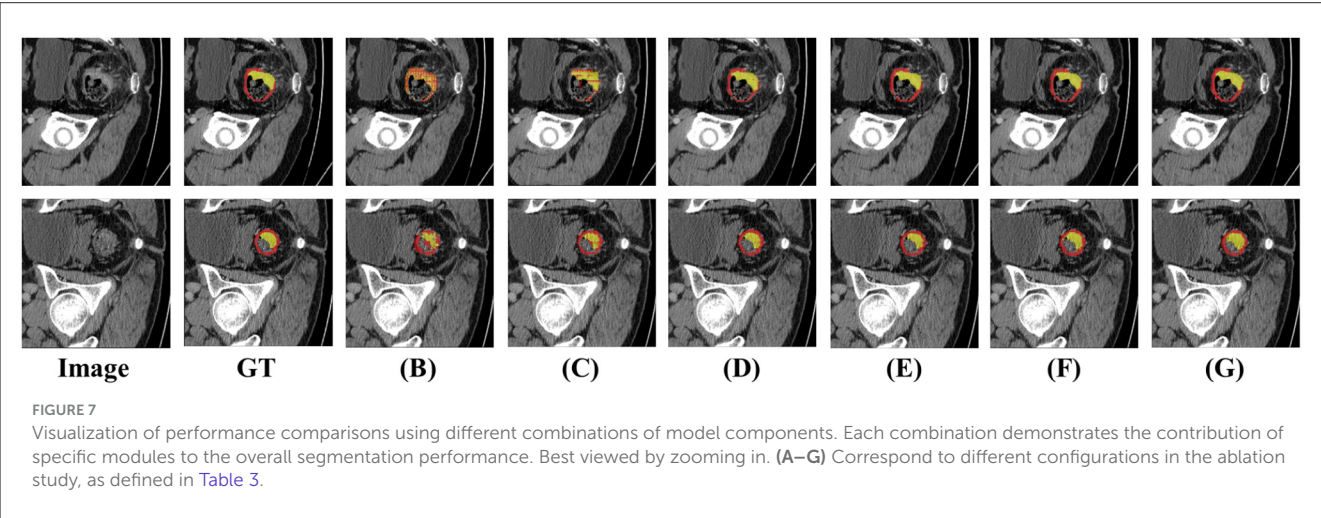 Image GT (B) (C) (D) (E) (F) (G)
FIGURE 7
Visualization of performance comparisons using different combinations of model components. Each combination demonstrates the contribution of
specific modules to the overall segmentation performance. Best viewed by zooming in. (A–G) Correspond to different configurations in the ablation
study, as defined in Table 3.